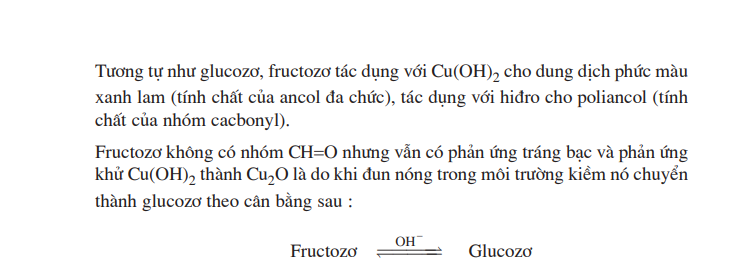 Tương tự như glucozơ, fructozơ tác dụng với Cu(OH)₂ cho dung dịch phức màu
xanh lam (tính chất của ancol đa chức), tác dụng với hiđro cho poliancol (tính
chất của nhóm cacbonyl).
Fructozơ không có nhóm CH=O nhưng vẫn có phản ứng tráng bạc và phản ứng
khử Cu(OH)₂ thành Cu₂O là do khi đun nóng trong môi trường kiềm nó chuyển
thành glucozơ theo cân bằng sau :
Fructozơ ⇌ OH⁻ Glucozơ